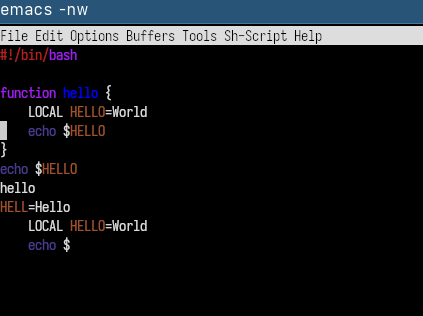 emacs -nw
File Edit Options Buffers Tools Sh-Script Help
#!/bin/bash
function hello {
    LOCAL HELLO=World
    echo $HELLO
}
echo $HELLO
hello
HELL=Hello
    LOCAL HELLO=World
    echo $